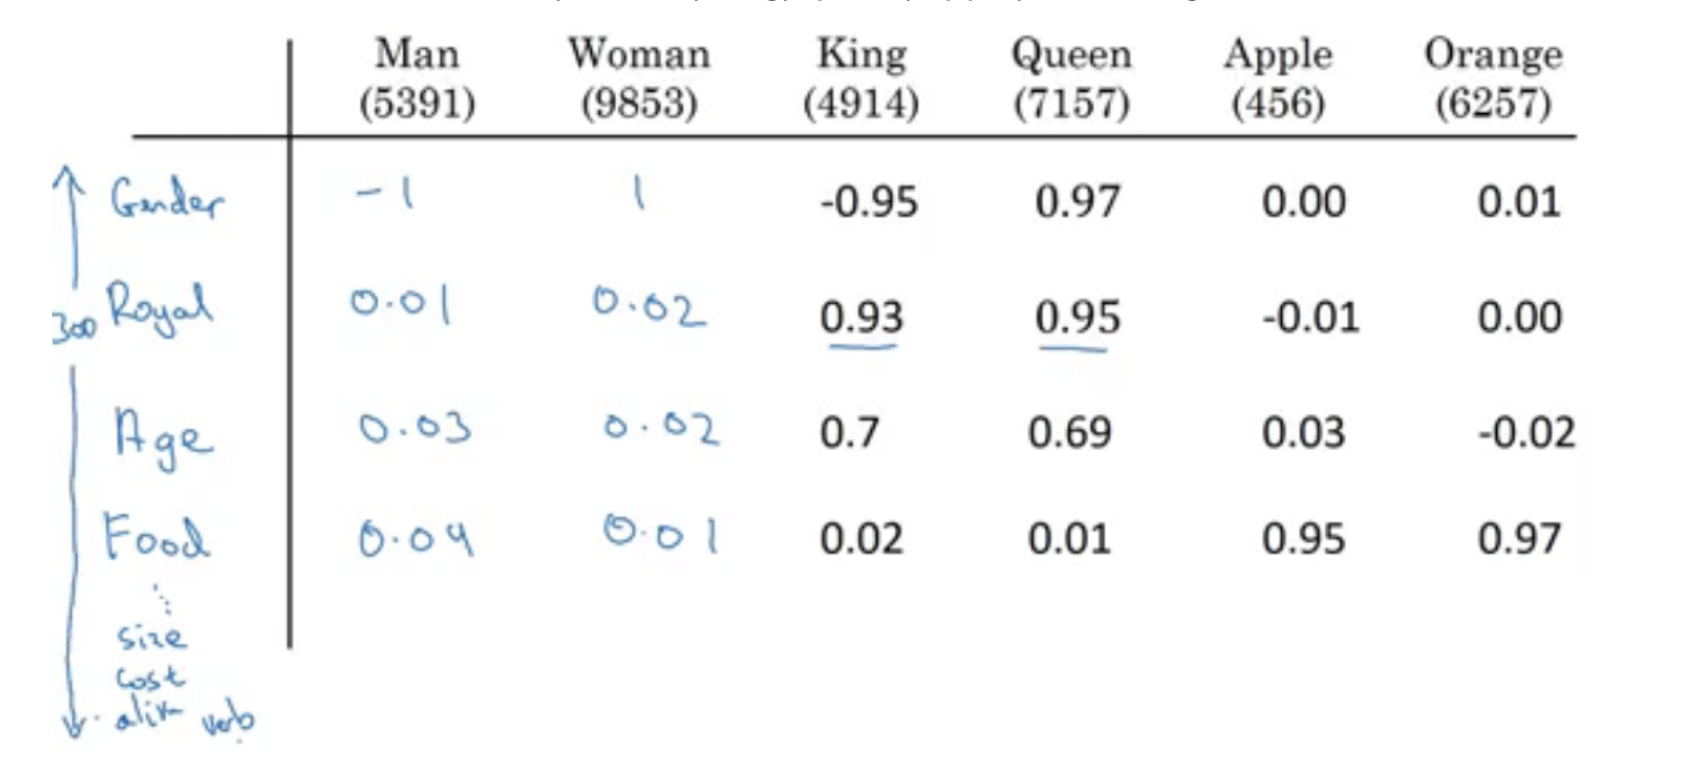 Man Woman King Queen Apple Orange
(5391) (9853) (4914) (7157) (456) (6257)
Gender -1 1 -0.95 0.97 0.00 0.01
300 Royal 0.01 0.02 0.93 0.95 -0.01 0.00
Age 0.03 0.02 0.7 0.69 0.03 -0.02
Food 0.04 0.01 0.02 0.01 0.95 0.97
size
cost
verb